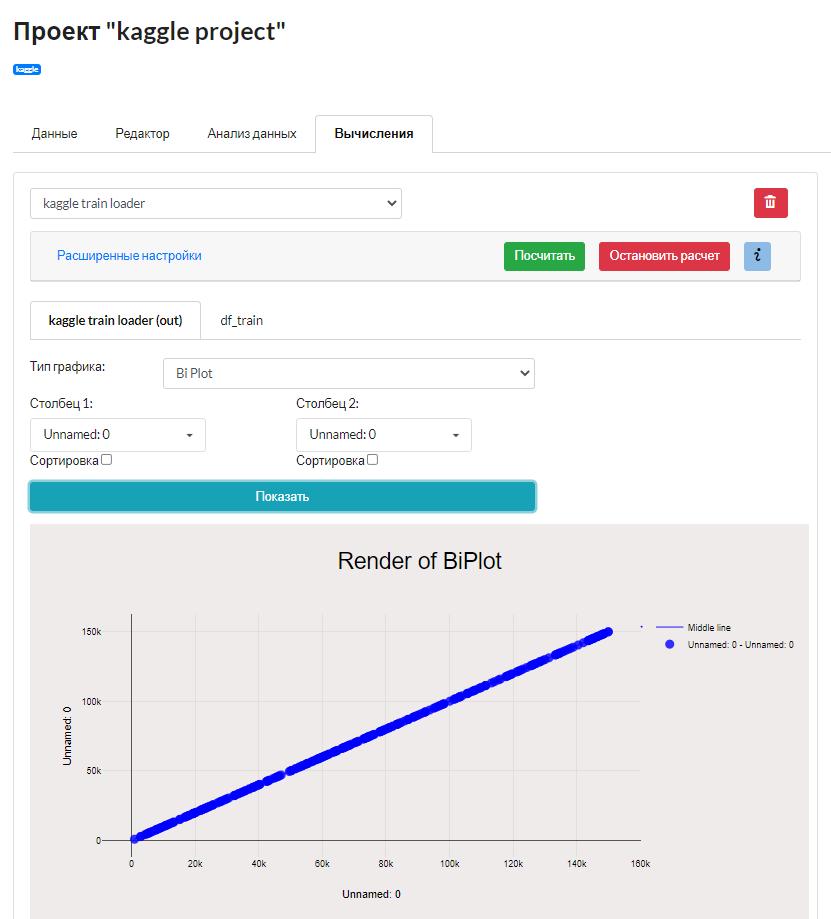 Проект "kaggle project"
kaggle
Данные Редактор Анализ данных Вычисления
kaggle train loader
Расширенные настройки Посчитать Остановить расчет i
kaggle train loader (out) df_train
Тип графика: Bi Plot
Столбец 1: Столбец 2:
Unnamed: 0 Unnamed: 0
Сортировка Сортировка
Показать
Render of BiPlot
Middle line
Unnamed: 0 - Unnamed: 0
150k
100k
50k
0
Unnamed: 0
0 20k 40k 60k 80k 100k 120k 140k 160k
Unnamed: 0